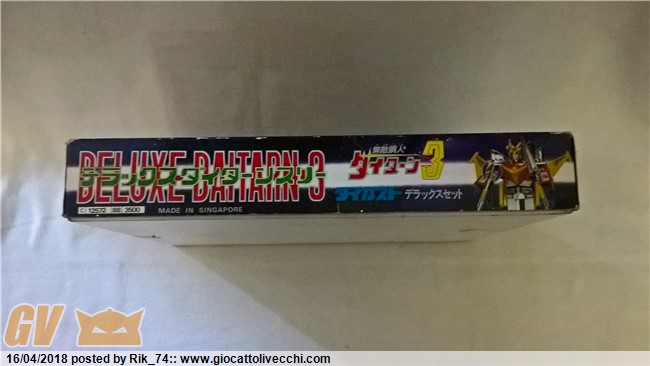 DELUXE DAITARN 3
デラックス・ダイターンスリー
C 12572 88 3500
MADE IN SINGAPORE
無敵鋼人
ダイターン3
ダイガスト デラックスセット
GV
16/04/2018 posted by Rik_74:: www.giocattolivecchi.com